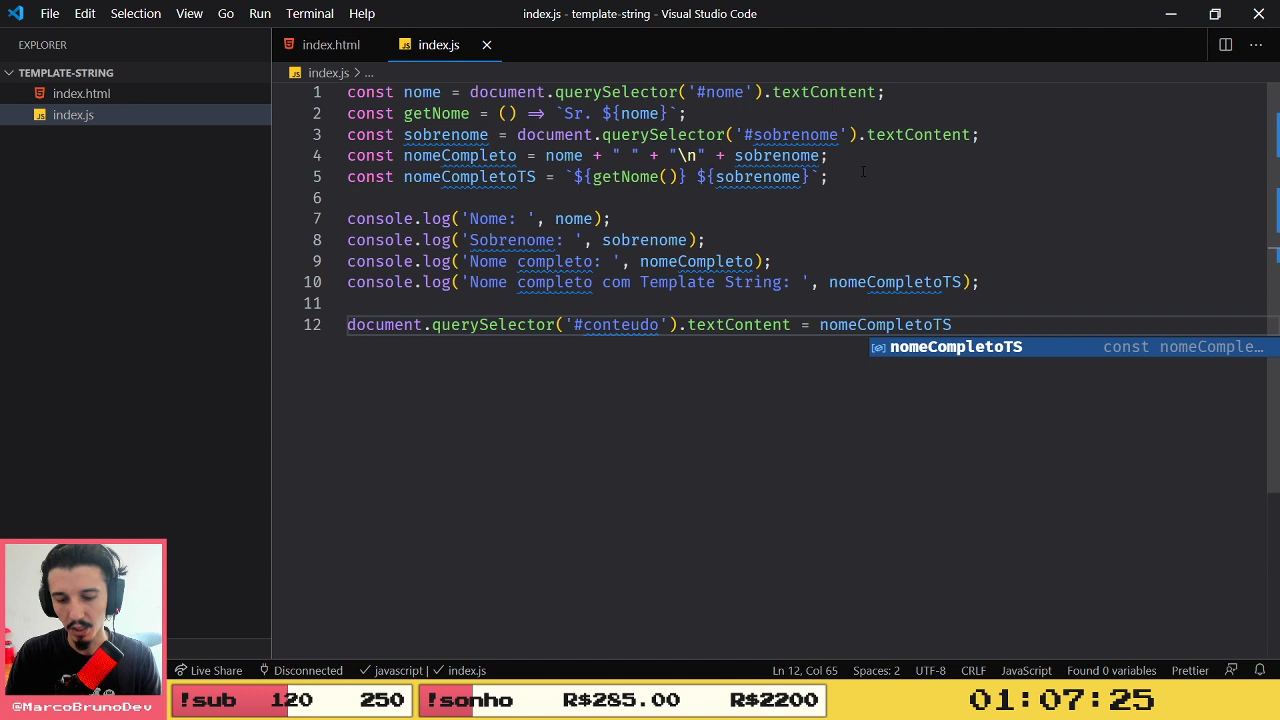 File Edit Selection View Go Run Terminal Help
index.js - template-string - Visual Studio Code
EXPLORER
TEMPLATE-STRING
index.html
index.js
index.html
JS index.js
JS index.js > ...
1 const nome = document.querySelector('#nome').textContent;
2 const getNome = () => `Sr. ${nome}`;
3 const sobrenome = document.querySelector('#sobrenome').textContent;
4 const nomeCompleto = nome + " " + "\n" + sobrenome;
5 const nomeCompletoTS = `${getNome()} ${sobrenome}`;
6
7 console.log('Nome: ', nome);
8 console.log('Sobrenome: ', sobrenome);
9 console.log('Nome completo: ', nomeCompleto);
10 console.log('Nome completo com Template String: ', nomeCompletoTS);
11
12 document.querySelector('#conteudo').textContent = nomeCompletoTS
nomeCompletoTS const nomeComple…
Live Share Disconnected javascript | index.js Ln 12, Col 65 Spaces: 2 UTF-8 CRLF JavaScript Found 0 variables Prettier
!sub 120 250 !sonho R$285.00 R$2200 01:07:25
@MarcoBrunoDev